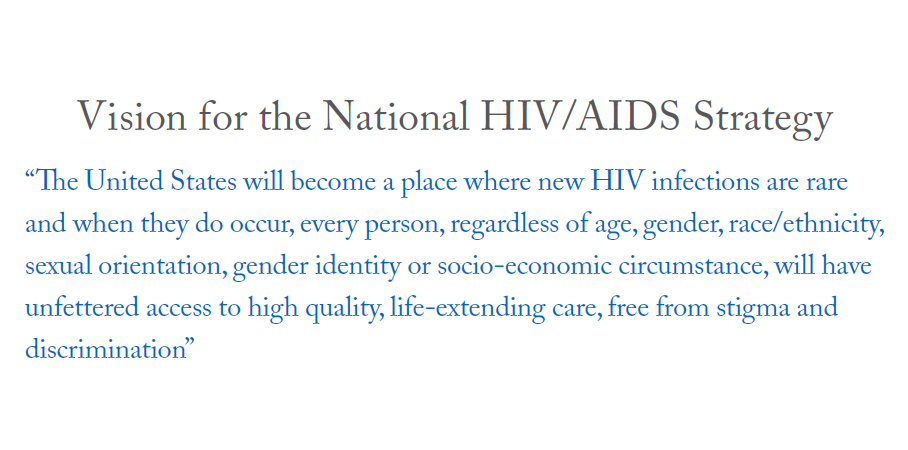 Vision for the National HIV/AIDS Strategy
“The United States will become a place where new HIV infections are rare
and when they do occur, every person, regardless of age, gender, race/ethnicity,
sexual orientation, gender identity or socio-economic circumstance, will have
unfettered access to high quality, life-extending care, free from stigma and
discrimination”